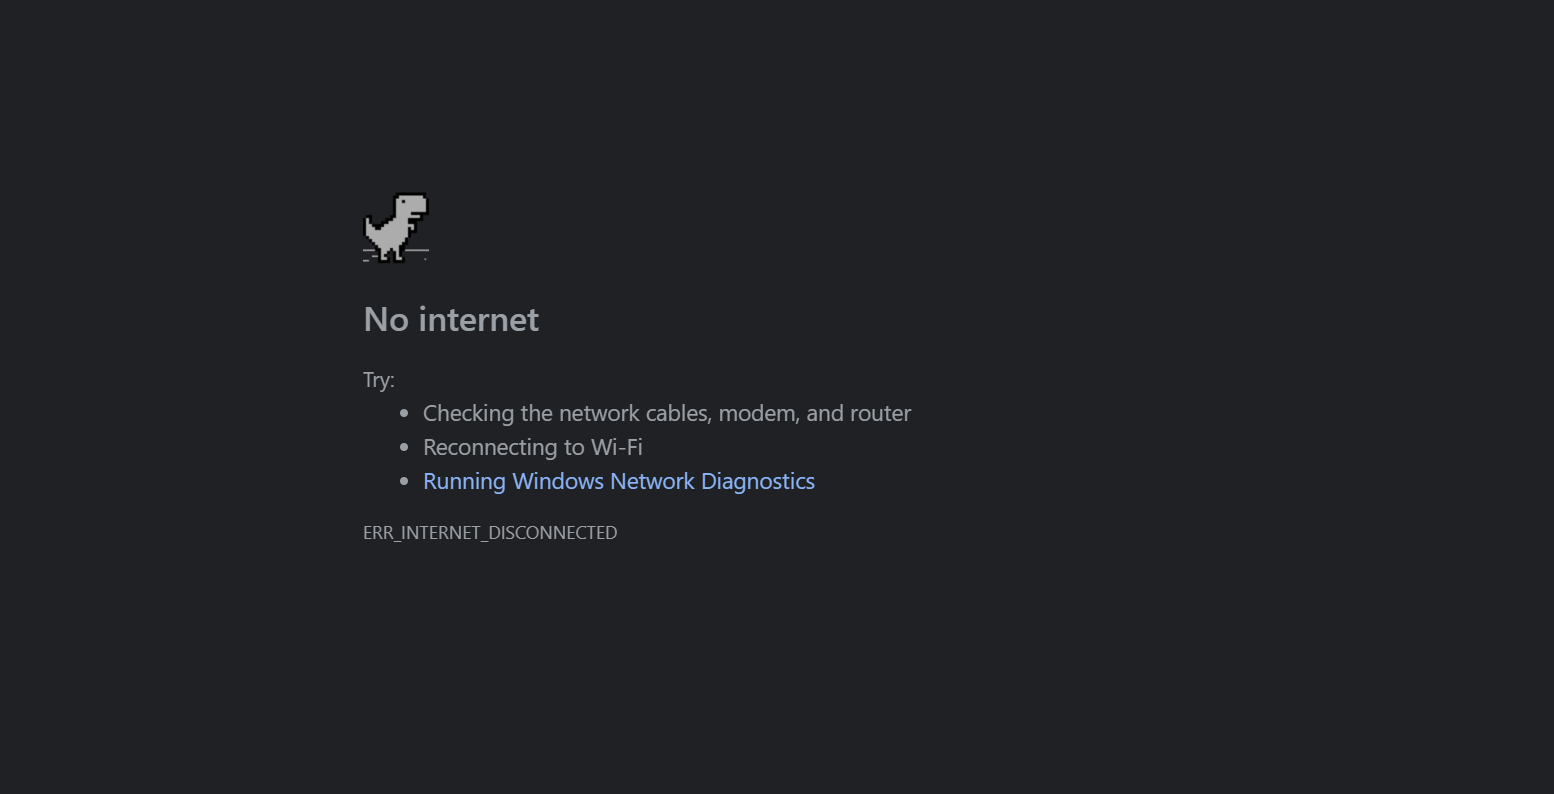 No internet
Try:
Checking the network cables, modem, and router
Reconnecting to Wi-Fi
Running Windows Network Diagnostics
ERR_INTERNET_DISCONNECTED